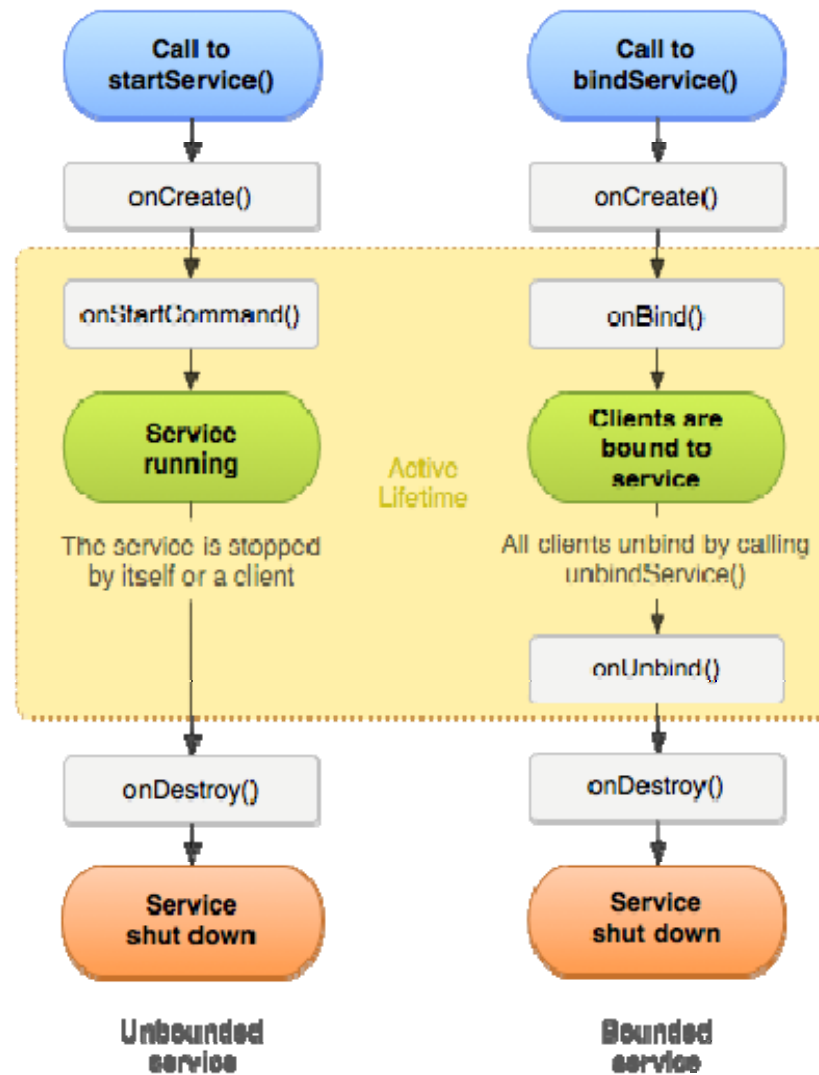 Call to
startService()
onCreate()
onStartCommand()
Service
running
The service is stopped
by itself or a client
onDestroy()
Service
shut down
Unbounded
service
Active
Lifetime
Call to
bindService()
onCreate()
onBind()
Clients are
bound to
service
All clients unbind by calling
unbindService()
onUnbind()
onDestroy()
Service
shut down
Bounded
service